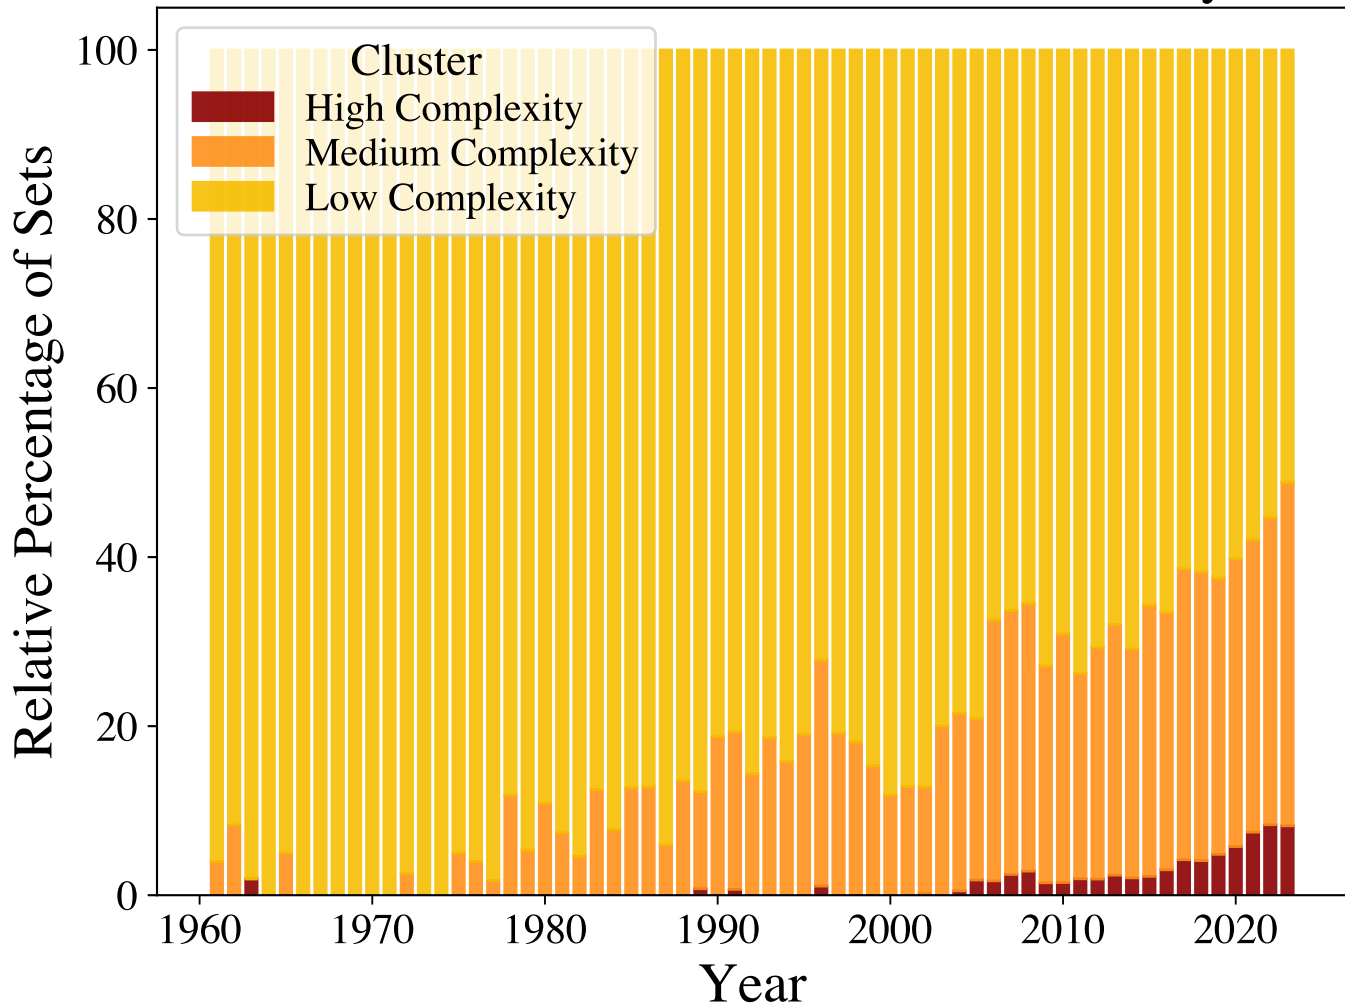 100
80
60
40
20
0
Relative Percentage of Sets
Cluster
High Complexity
Medium Complexity
Low Complexity
1960 1970 1980 1990 2000 2010 2020
Year